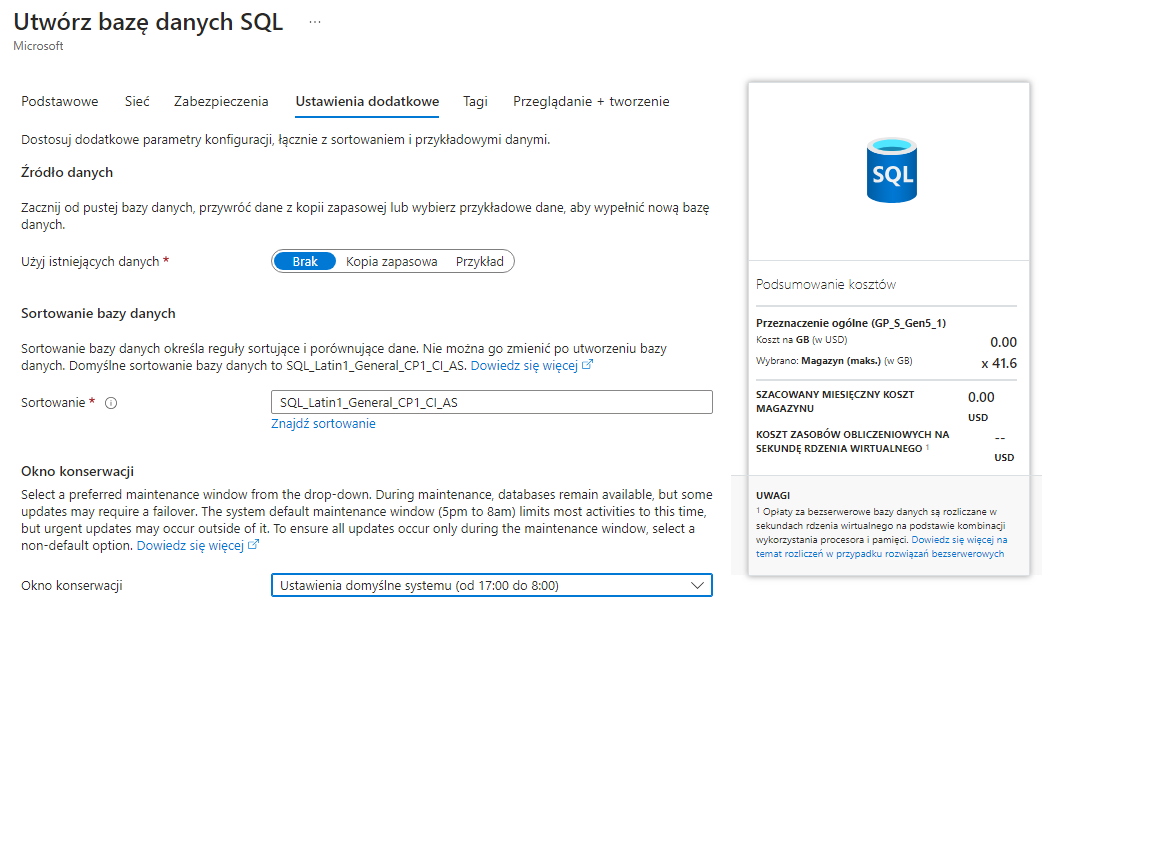 Utwórz bazę danych SQL ...
Microsoft
Podstawowe Sieć Zabezpieczenia Ustawienia dodatkowe Tagi Przeglądanie + tworzenie
Dostosuj dodatkowe parametry konfiguracji, łącznie z sortowaniem i przykładowymi danymi.
Źródło danych
Zacznij od pustej bazy danych, przywróć dane z kopii zapasowej lub wybierz przykładowe dane, aby wypełnić nową bazę
danych.
Użyj istniejących danych *
Brak Kopia zapasowa Przykład
Sortowanie bazy danych
Sortowanie bazy danych określa reguły sortujące i porównujące dane. Nie można go zmienić po utworzeniu bazy
danych. Domyślne sortowanie bazy danych to SQL_Latin1_General_CP1_CI_AS. Dowiedz się więcej
Sortowanie *
SQL_Latin1_General_CP1_CI_AS
Znajdź sortowanie
Okno konserwacji
Select a preferred maintenance window from the drop-down. During maintenance, databases remain available, but some
updates may require a failover. The system default maintenance window (5pm to 8am) limits most activities to this time,
but urgent updates may occur outside of it. To ensure all updates occur only during the maintenance window, select a
non-default option. Dowiedz się więcej
Okno konserwacji
Ustawienia domyślne systemu (od 17:00 do 8:00)
SQL
Podsumowanie kosztów
Przeznaczenie ogólne (GP_S_Gen5_1)
Koszt na GB (w USD) 0.00
Wybrano: Magazyn (maks.) (w GB) x 41.6
SZACOWANY MIESIĘCZNY KOSZT 0.00
MAGAZYNU USD
KOSZT ZASOBÓW OBLICZENIOWYCH NA --
SEKUNDĘ RDZENIA WIRTUALNEGO ¹ USD
UWAGI
¹ Opłaty za bezserwerowe bazy danych są rozliczane w
sekundach rdzenia wirtualnego na podstawie kombinacji
wykorzystania procesora i pamięci. Dowiedz się więcej na
temat rozliczeń w przypadku rozwiązań bezserwerowych